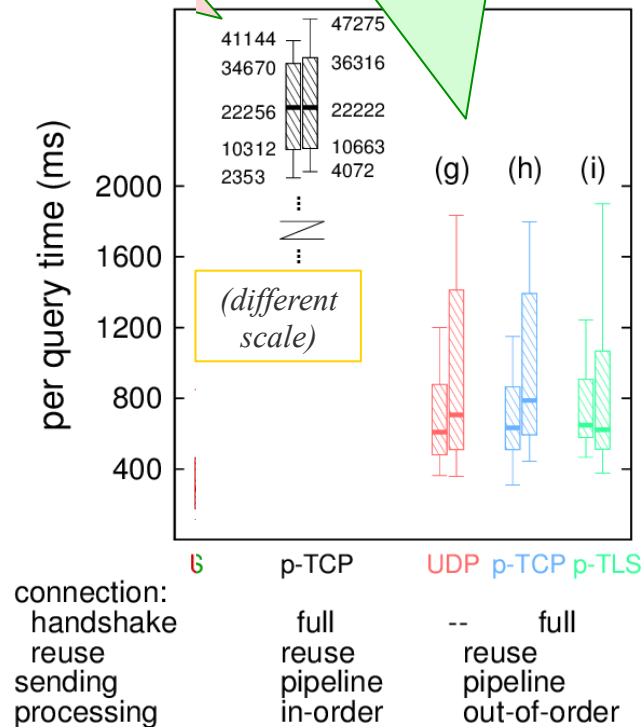 41144
47275
34670
36316
22256
22222
10312
10663
2353
4072
per query time (ms)
(g) (h) (i)
2000
1600
1200
800
400
(different
scale)
p-TCP UDP p-TCP p-TLS
connection:
handshake full -- full
reuse reuse reuse
sending pipeline pipeline
processing in-order out-of-order